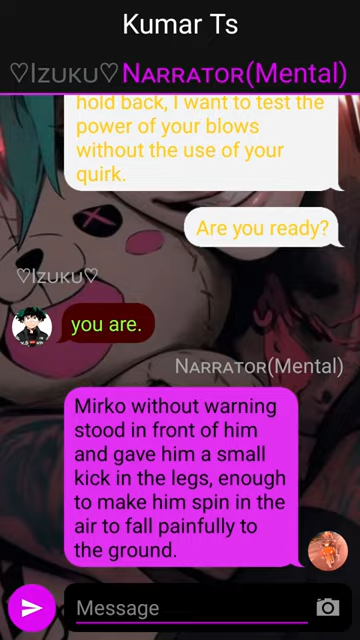 Kumar Ts
♡Izuku♡ Narrator(Mental)
hold back, I want to test the
power of your blows
without the use of your
quirk.
Are you ready?
♡Izuku♡
you are.
Narrator(Mental)
Mirko without warning
stood in front of him
and gave him a small
kick in the legs, enough
to make him spin in the
air to fall painfully to
the ground.
Message